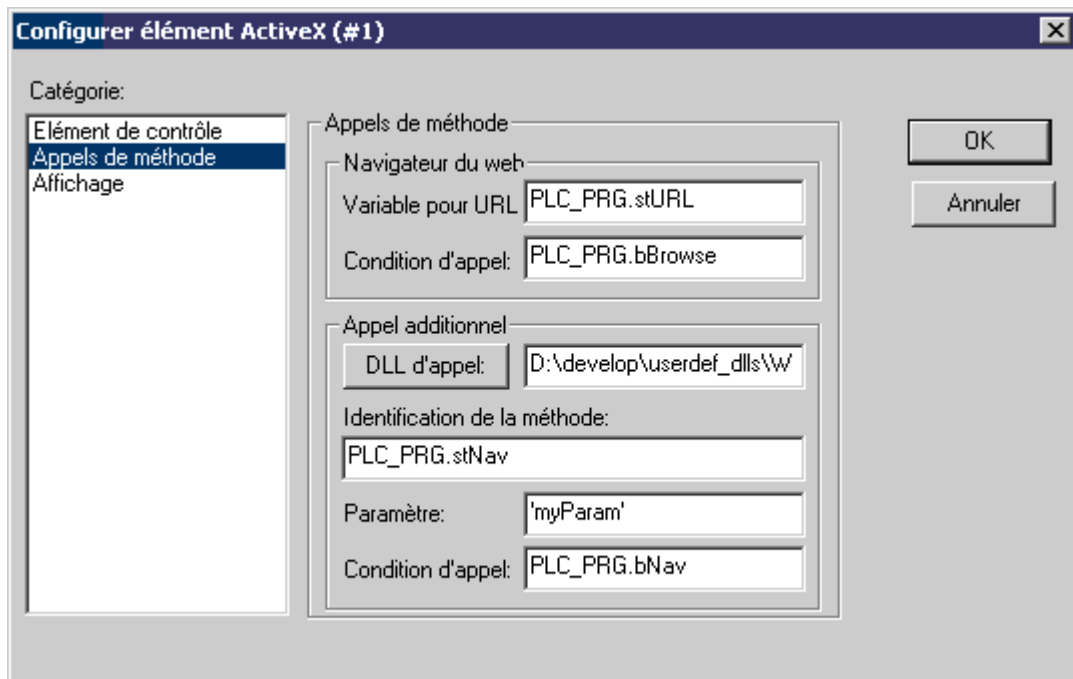 Configurer élément ActiveX (#1)
Catégorie:
Elément de contrôle
Appels de méthode
Affichage
Appels de méthode
Navigateur du web
Variable pour URL PLC_PRG.stURL
Condition d'appel: PLC_PRG.bBrowse
Appel additionnel
DLL d'appel: D:\develop\userdef_dlls\W
Identification de la méthode:
PLC_PRG.stNav
Paramètre: 'myParam'
Condition d'appel: PLC_PRG.bNav
OK
Annuler